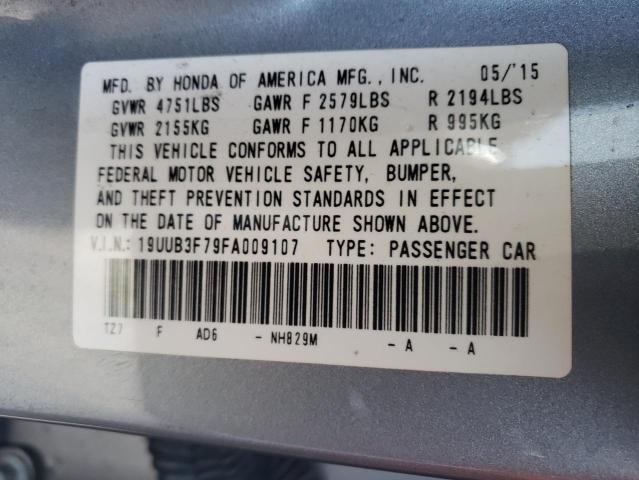 MFD. BY HONDA OF AMERICA MFG., INC. 05/'15
GVWR 4751LBS GAWR F 2579LBS R 2194LBS
GVWR 2155KG GAWR F 1170KG R 995KG
THIS VEHICLE CONFORMS TO ALL APPLICABLE
FEDERAL MOTOR VEHICLE SAFETY, BUMPER,
AND THEFT PREVENTION STANDARDS IN EFFECT
ON THE DATE OF MANUFACTURE SHOWN ABOVE.
V.I.N.: 19UUB3F79FA009107 TYPE: PASSENGER CAR
TZ7 F AD6 - NH829M - A - A